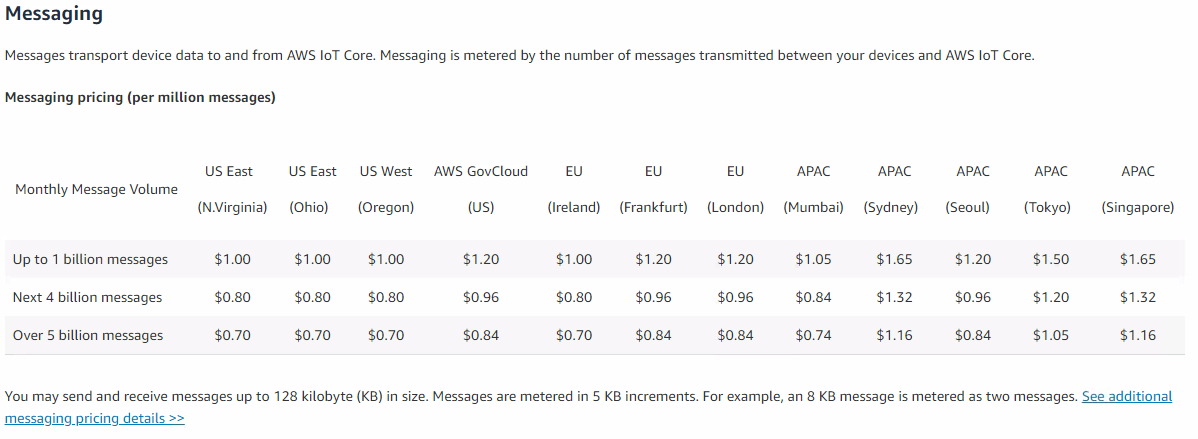 Messaging
Messages transport device data to and from AWS IoT Core. Messaging is metered by the number of messages transmitted between your devices and AWS IoT Core.
Messaging pricing (per million messages)
Monthly Message Volume US East (N.Virginia) US East (Ohio) US West (Oregon) AWS GovCloud (US) EU (Ireland) EU (Frankfurt) EU (London) APAC (Mumbai) APAC (Sydney) APAC (Seoul) APAC (Tokyo) APAC (Singapore)
Up to 1 billion messages $1.00 $1.00 $1.00 $1.20 $1.00 $1.20 $1.20 $1.05 $1.65 $1.20 $1.50 $1.65
Next 4 billion messages $0.80 $0.80 $0.80 $0.96 $0.80 $0.96 $0.96 $0.84 $1.32 $0.96 $1.20 $1.32
Over 5 billion messages $0.70 $0.70 $0.70 $0.84 $0.70 $0.84 $0.84 $0.74 $1.16 $0.84 $1.05 $1.16
You may send and receive messages up to 128 kilobyte (KB) in size. Messages are metered in 5 KB increments. For example, an 8 KB message is metered as two messages. See additional
messaging pricing details >>